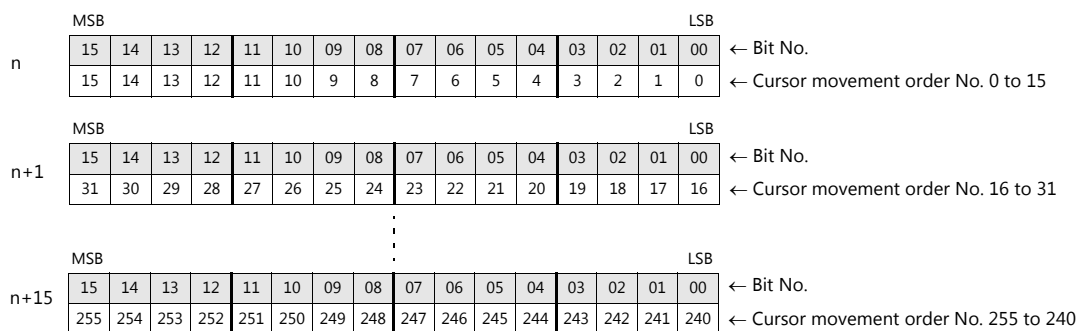 MSB LSB
15 14 13 12 11 10 09 08 07 06 05 04 03 02 01 00 ← Bit No.
n
15 14 13 12 11 10 9 8 7 6 5 4 3 2 1 0 ← Cursor movement order No. 0 to 15
MSB LSB
15 14 13 12 11 10 09 08 07 06 05 04 03 02 01 00 ← Bit No.
n+1
31 30 29 28 27 26 25 24 23 22 21 20 19 18 17 16 ← Cursor movement order No. 16 to 31
MSB LSB
15 14 13 12 11 10 09 08 07 06 05 04 03 02 01 00 ← Bit No.
n+15
255 254 253 252 251 250 249 248 247 246 245 244 243 242 241 240 ← Cursor movement order No. 255 to 240